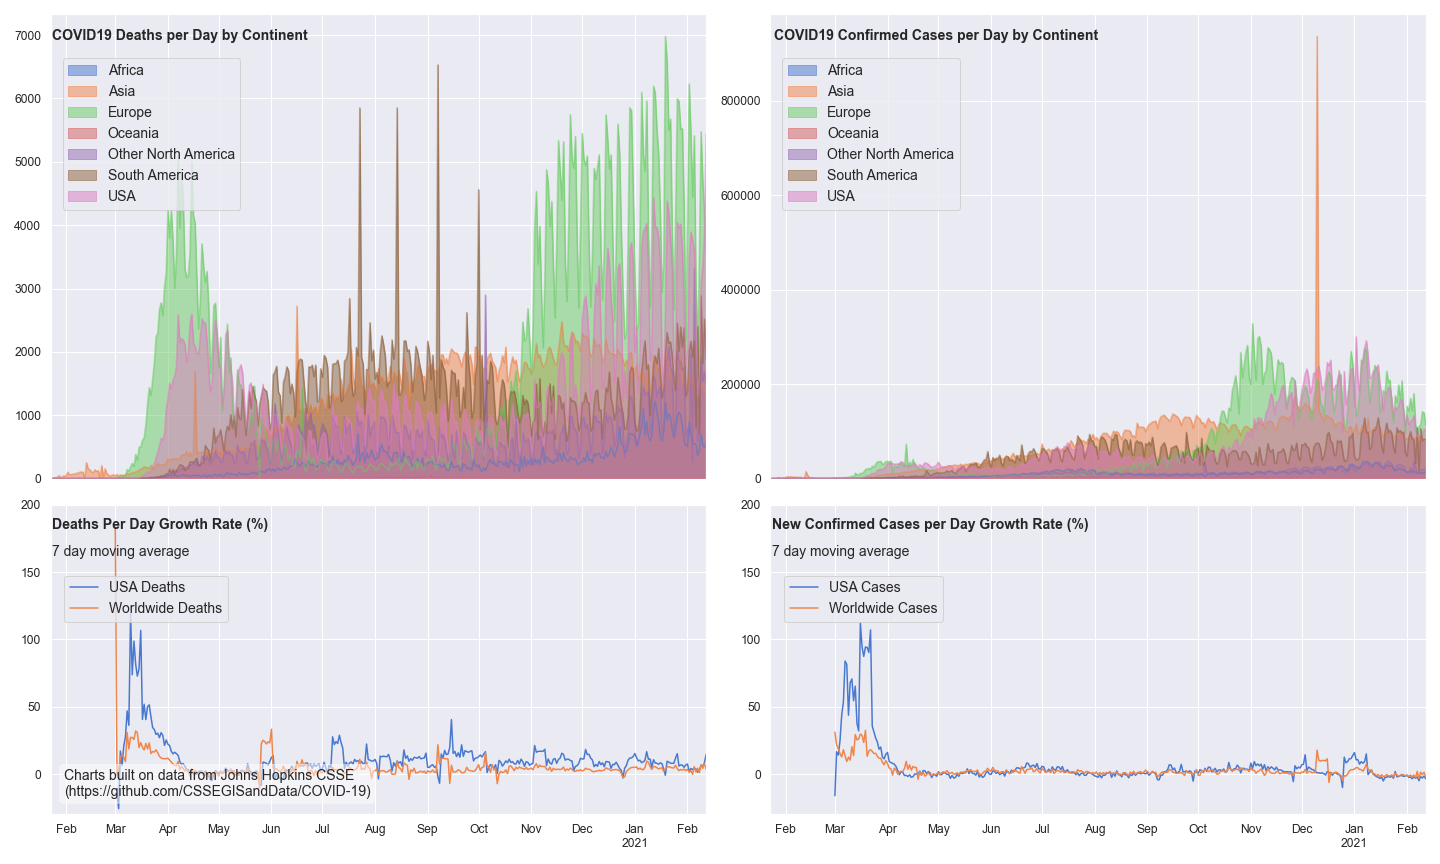 COVID19 Deaths per Day by Continent
Africa
Asia
Europe
Oceania
Other North America
South America
USA
7000
6000
5000
4000
3000
2000
1000
0
COVID19 Confirmed Cases per Day by Continent
Africa
Asia
Europe
Oceania
Other North America
South America
USA
800000
600000
400000
200000
0
Deaths Per Day Growth Rate (%)
7 day moving average
USA Deaths
Worldwide Deaths
200
150
100
50
0
Charts built on data from Johns Hopkins CSSE
(https://github.com/CSSEGISandData/COVID-19)
Feb Mar Apr May Jun Jul Aug Sep Oct Nov Dec Jan Feb
2021
New Confirmed Cases per Day Growth Rate (%)
7 day moving average
USA Cases
Worldwide Cases
200
150
100
50
0
Feb Mar Apr May Jun Jul Aug Sep Oct Nov Dec Jan Feb
2021